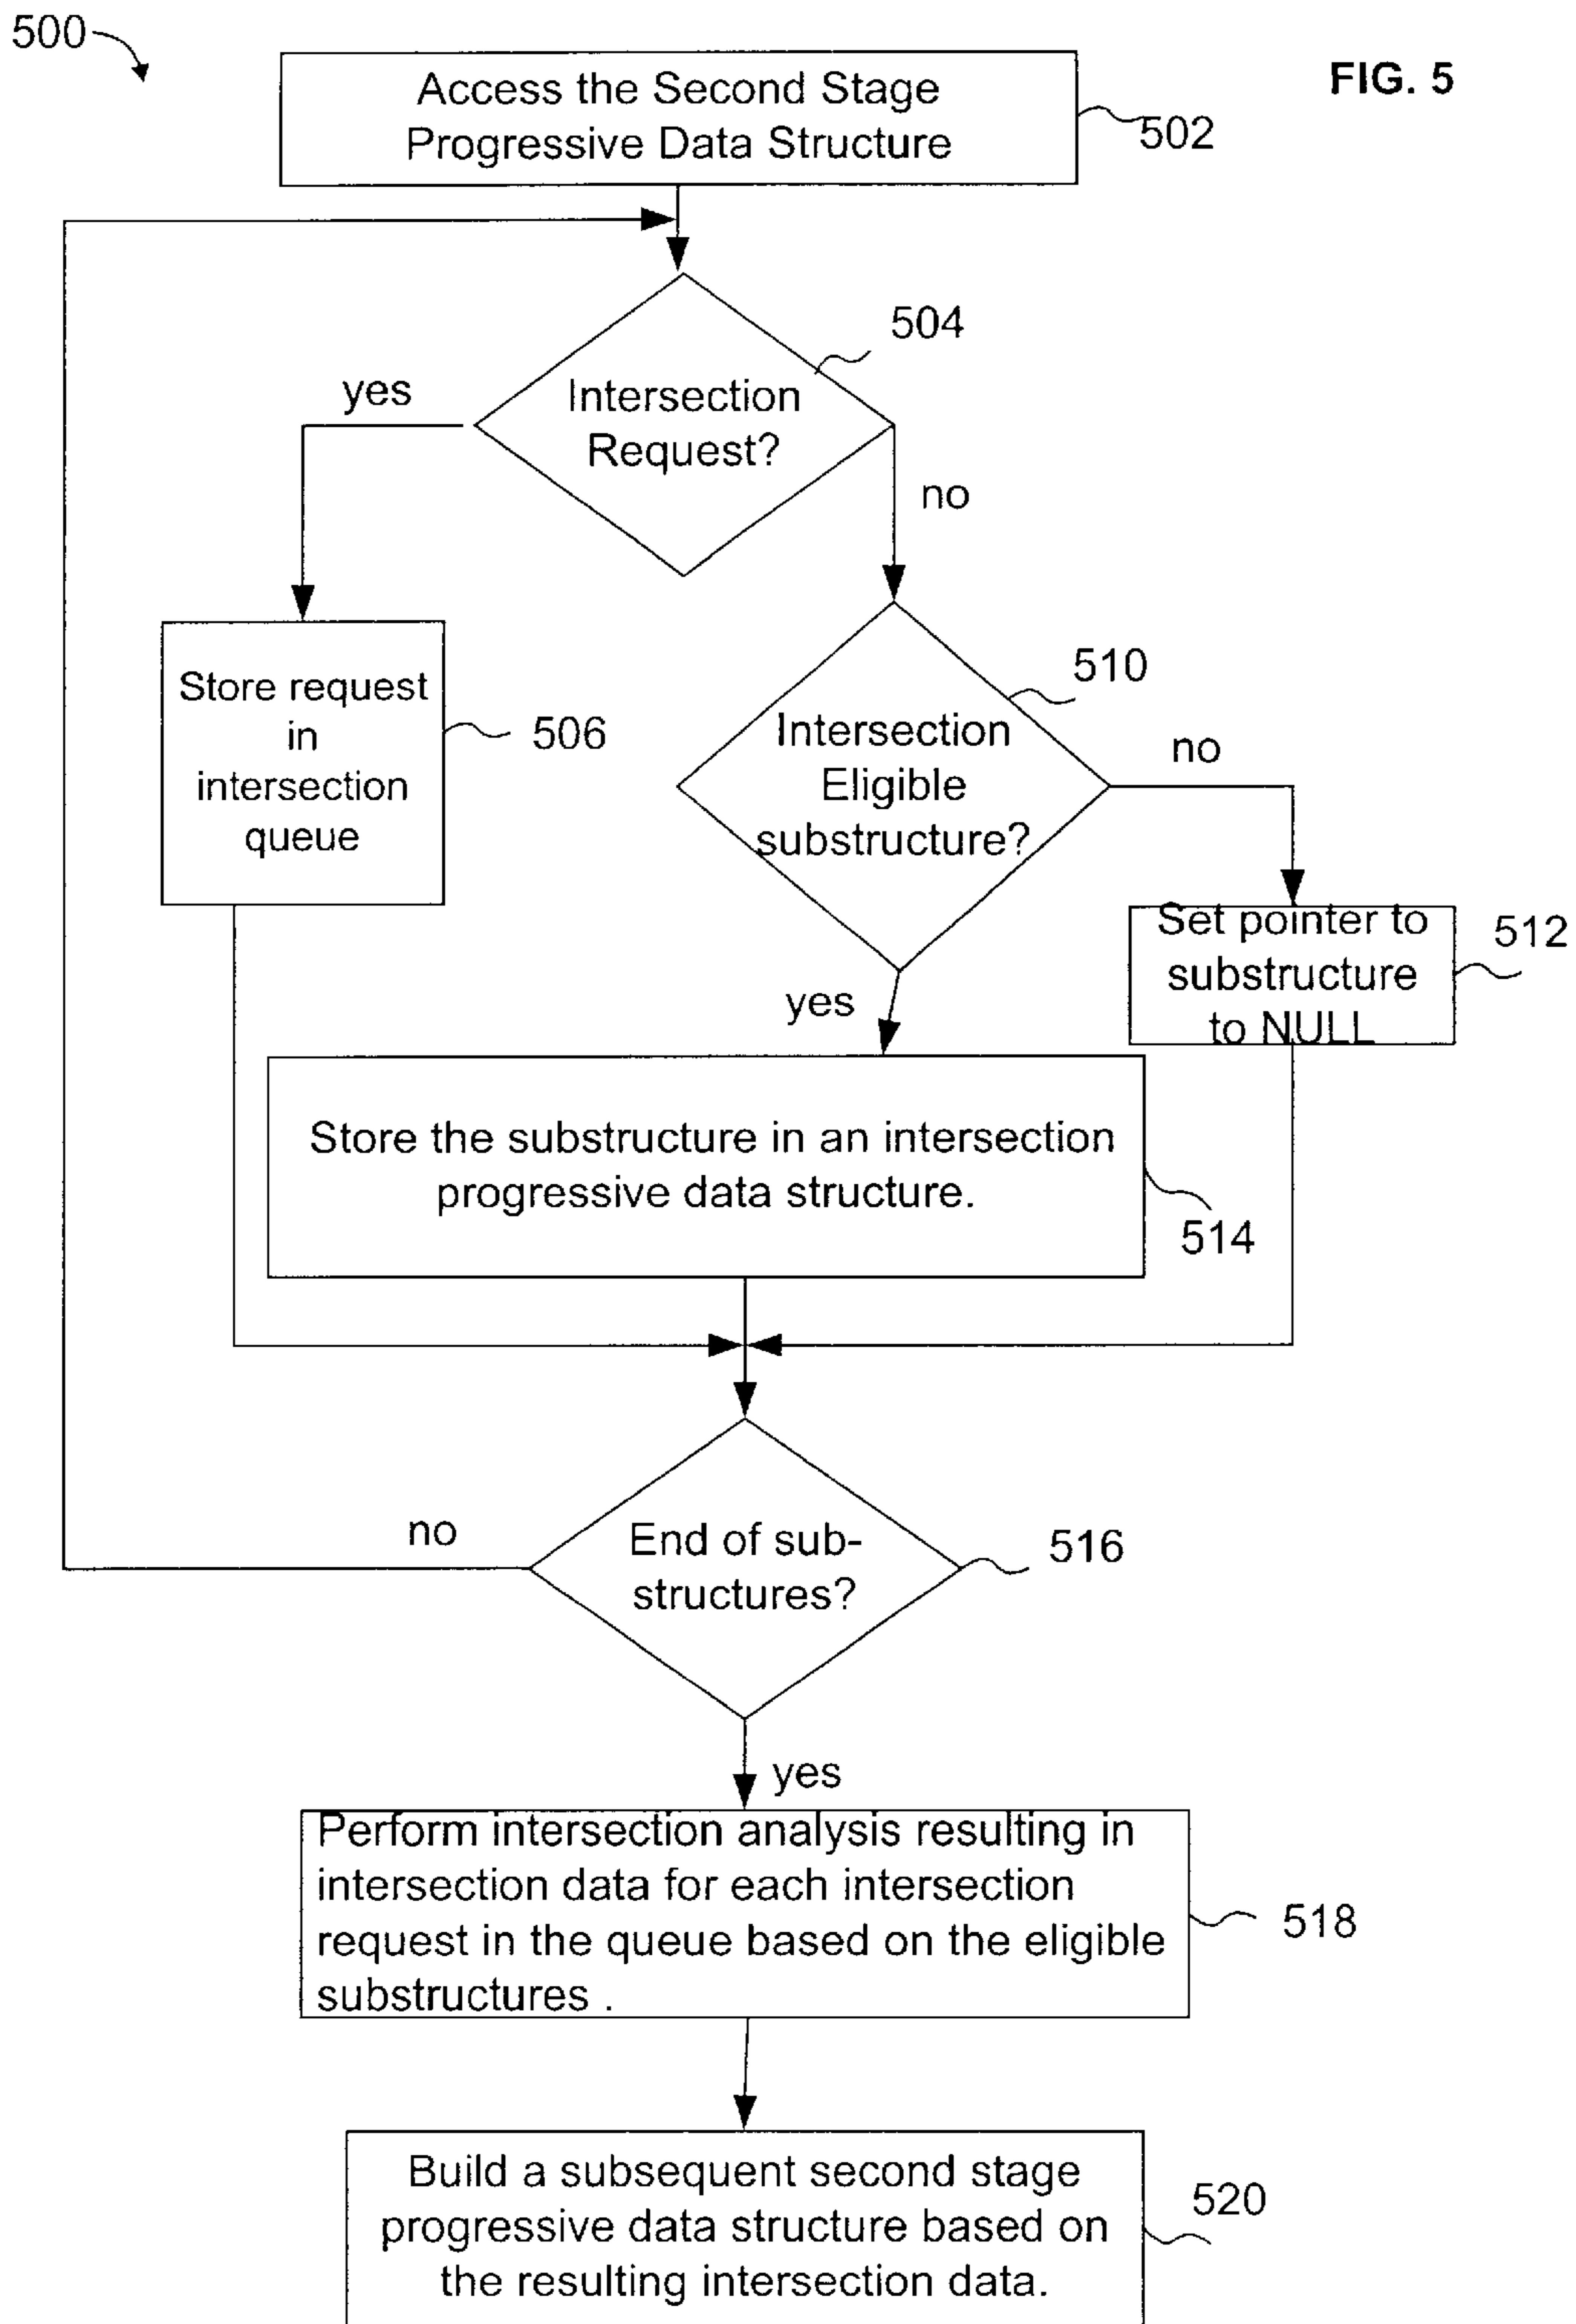 500
FIG. 5
Access the Second Stage
Progressive Data Structure
502
504
Intersection
Request?
yes
no
Store request
in
intersection
queue
506
510
Intersection
Eligible
substructure?
no
yes
Set pointer to
substructure
to NULL
512
Store the substructure in an intersection
progressive data structure.
514
End of sub-
structures?
516
no
yes
Perform intersection analysis resulting in
intersection data for each intersection
request in the queue based on the eligible
substructures .
518
Build a subsequent second stage
progressive data structure based on
the resulting intersection data.
520